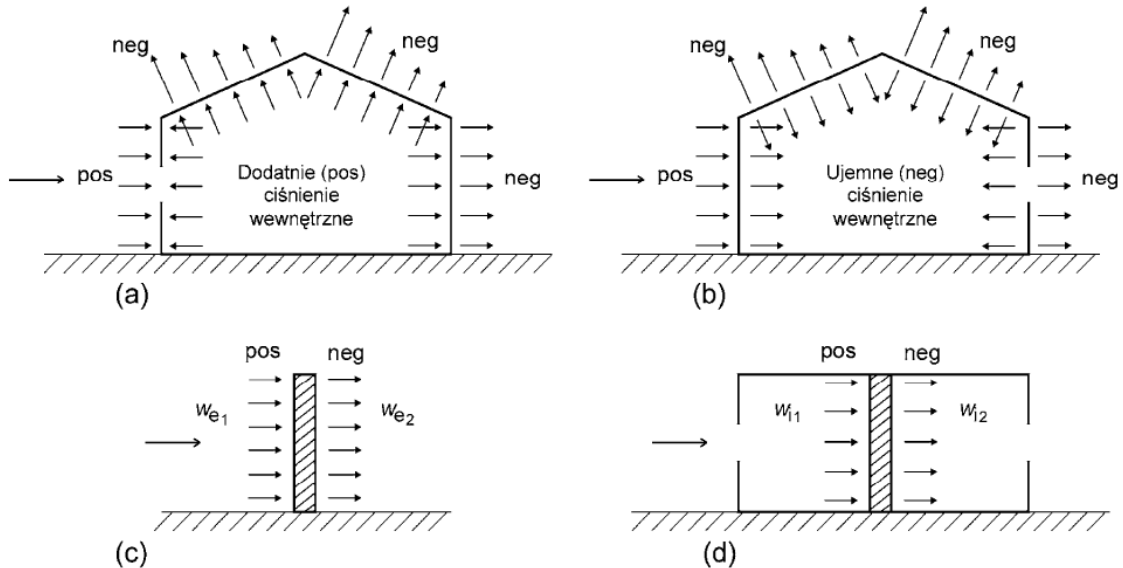 neg
neg
pos
Dodatnie (pos)
ciśnienie
wewnętrzne
neg
(a)
neg
neg
pos
Ujemne (neg)
ciśnienie
wewnętrzne
neg
(b)
pos
neg
we1
we2
(c)
pos
neg
wi1
wi2
(d)